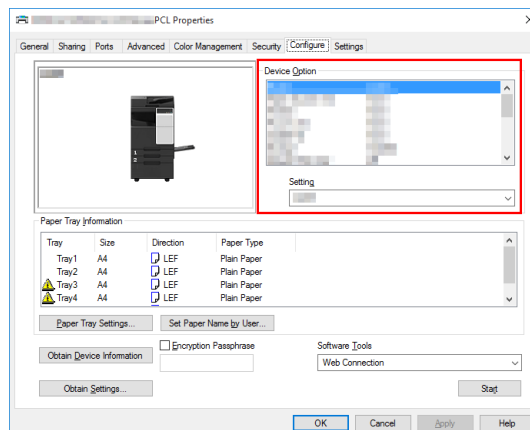 PCL Properties
General Sharing Ports Advanced Color Management Security Configure Settings
Device Option
1
2
Setting
Paper Tray Information
Tray Size Direction Paper Type
Tray1 A4 LEF Plain Paper
Tray2 A4 LEF Plain Paper
Tray3 A4 LEF Plain Paper
Tray4 A4 LEF Plain Paper
Paper Tray Settings... Set Paper Name by User...
Obtain Device Information Encryption Passphrase Software Tools
Web Connection
Obtain Settings... Start
OK Cancel Apply Help